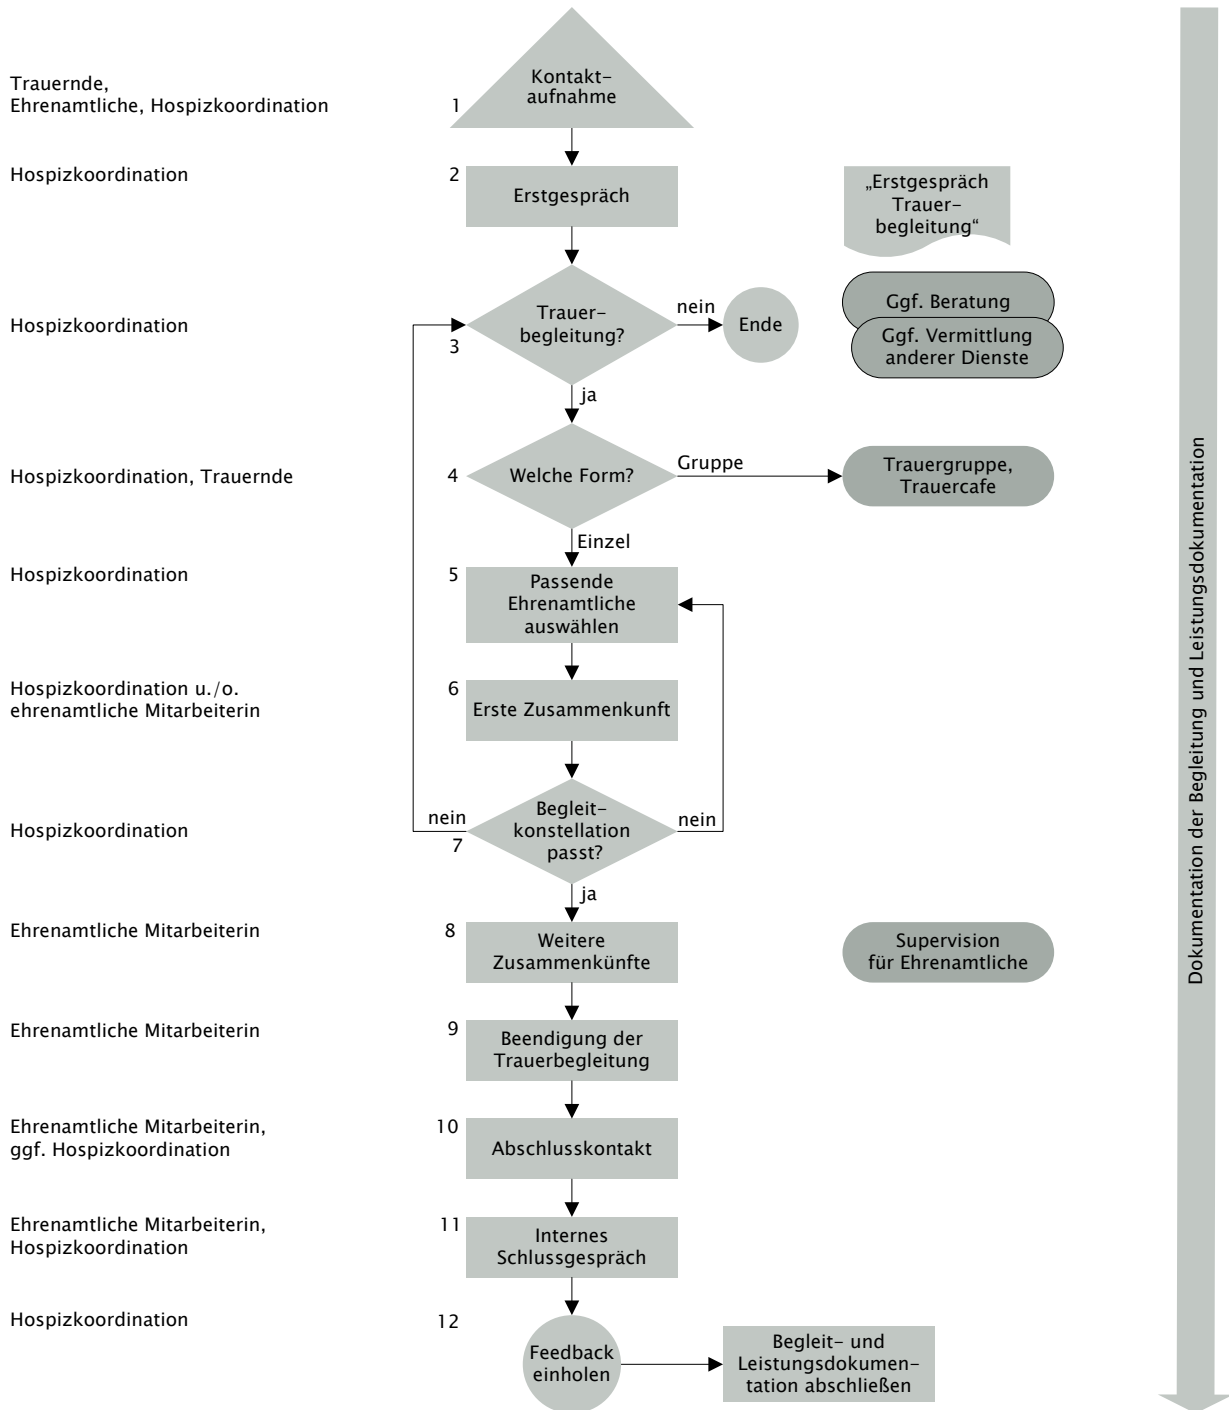 Trauernde,
Ehrenamtliche, Hospizkoordination
1
Kontakt-
aufnahme
Hospizkoordination
2
Erstgespräch
„Erstgespräch
Trauer-
begleitung“
Hospizkoordination
Trauer-
begleitung?
3
nein
Ende
Ggf. Beratung
Ggf. Vermittlung
anderer Dienste
ja
Hospizkoordination, Trauernde
4
Welche Form?
Gruppe
Trauergruppe,
Trauercafe
Einzel
Hospizkoordination
5
Passende
Ehrenamtliche
auswählen
Hospizkoordination u./o.
ehrenamtliche Mitarbeiterin
6
Erste Zusammenkunft
Hospizkoordination
nein
7
Begleit-
konstellation
passt?
nein
ja
Ehrenamtliche Mitarbeiterin
8
Weitere
Zusammenkünfte
Supervision
für Ehrenamtliche
Ehrenamtliche Mitarbeiterin
9
Beendigung der
Trauerbegleitung
Ehrenamtliche Mitarbeiterin,
ggf. Hospizkoordination
10
Abschlusskontakt
Ehrenamtliche Mitarbeiterin,
Hospizkoordination
11
Internes
Schlussgespräch
Hospizkoordination
12
Feedback
einholen
Begleit- und
Leistungsdokumen-
tation abschließen
Dokumentation der Begleitung und Leistungsdokumentation